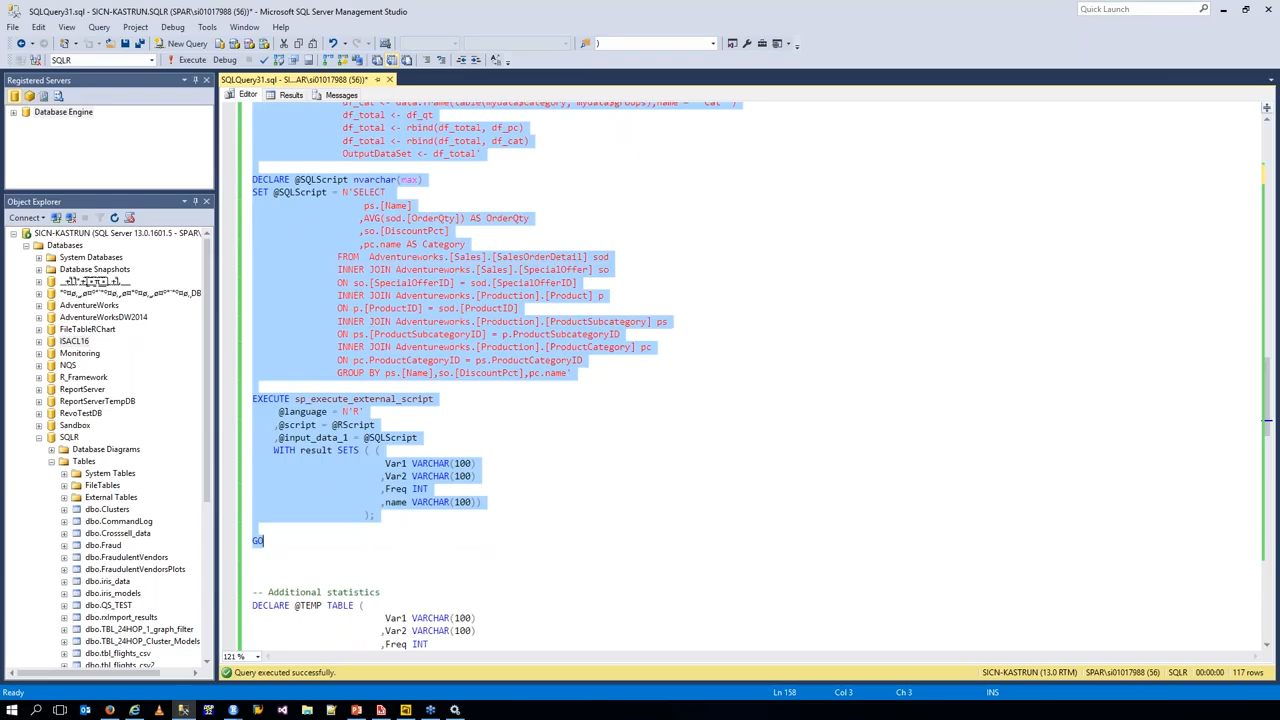 SQLQuery31.sql - SICN-KASTRUN.SQLR (SPAR\si01017988 (56))* - Microsoft SQL Server Management Studio
Quick Launch
File Edit View Query Project Debug Tools Window Help
New Query )
SQLR Execute Debug
Registered Servers
Database Engine
Object Explorer
Connect
SICN-KASTRUN (SQL Server 13.0.1601.5 - SPAR\
Databases
System Databases
Database Snapshots
AdventureWorks
AdventureWorksDW2014
FileTableRChart
ISACL16
Monitoring
NQS
R_Framework
ReportServer
ReportServerTempDB
RevoTestDB
Sandbox
SQLR
Database Diagrams
Tables
System Tables
FileTables
External Tables
dbo.Clusters
dbo.CommandLog
dbo.Crosssell_data
dbo.Fraud
dbo.FraudulentVendors
dbo.FraudulentVendorsPlots
dbo.iris_data
dbo.iris_models
dbo.QS_TEST
dbo.rxImport_results
dbo.TBL_24HOP_1_graph_filter
dbo.TBL_24HOP_Cluster_Models
dbo.tbl_flights_csv
dbo.tbl_flights_csv2
SQLQuery31.sql - SI...AR\si01017988 (56))*
Editor Results Messages
df_cat <- data.frame(table(mydata$Category, mydata$groups),name =
df_total <- df_qt
df_total <- rbind(df_total, df_pc)
df_total <- rbind(df_total, df_cat)
OutputDataSet <- df_total'
DECLARE @SQLScript nvarchar(max)
SET @SQLScript = N'SELECT
ps.[Name]
,AVG(sod.[OrderQty]) AS OrderQty
,so.[DiscountPct]
,pc.name AS Category
FROM Adventureworks.[Sales].[SalesOrderDetail] sod
INNER JOIN Adventureworks.[Sales].[SpecialOffer] so
ON so.[SpecialOfferID] = sod.[SpecialOfferID]
INNER JOIN Adventureworks.[Production].[Product] p
ON p.[ProductID] = sod.[ProductID]
INNER JOIN Adventureworks.[Production].[ProductSubcategory] ps
ON ps.[ProductSubcategoryID] = p.ProductSubcategoryID
INNER JOIN Adventureworks.[Production].[ProductCategory] pc
ON pc.ProductCategoryID = ps.ProductCategoryID
GROUP BY ps.[Name],so.[DiscountPct],pc.name'
EXECUTE sp_execute_external_script
@language = N'R'
,@script = @RScript
,@input_data_1 = @SQLScript
WITH result SETS ( (
Var1 VARCHAR(100)
,Var2 VARCHAR(100)
,Freq INT
,name VARCHAR(100))
);
GO
-- Additional statistics
DECLARE @TEMP TABLE (
Var1 VARCHAR(100)
,Var2 VARCHAR(100)
,Freq INT
121 %
Query executed successfully. SICN-KASTRUN (13.0 RTM) SPAR\si01017988 (56) SQLR 00:00:00 117 rows
Ready Ln 158 Col 3 Ch 3 INS